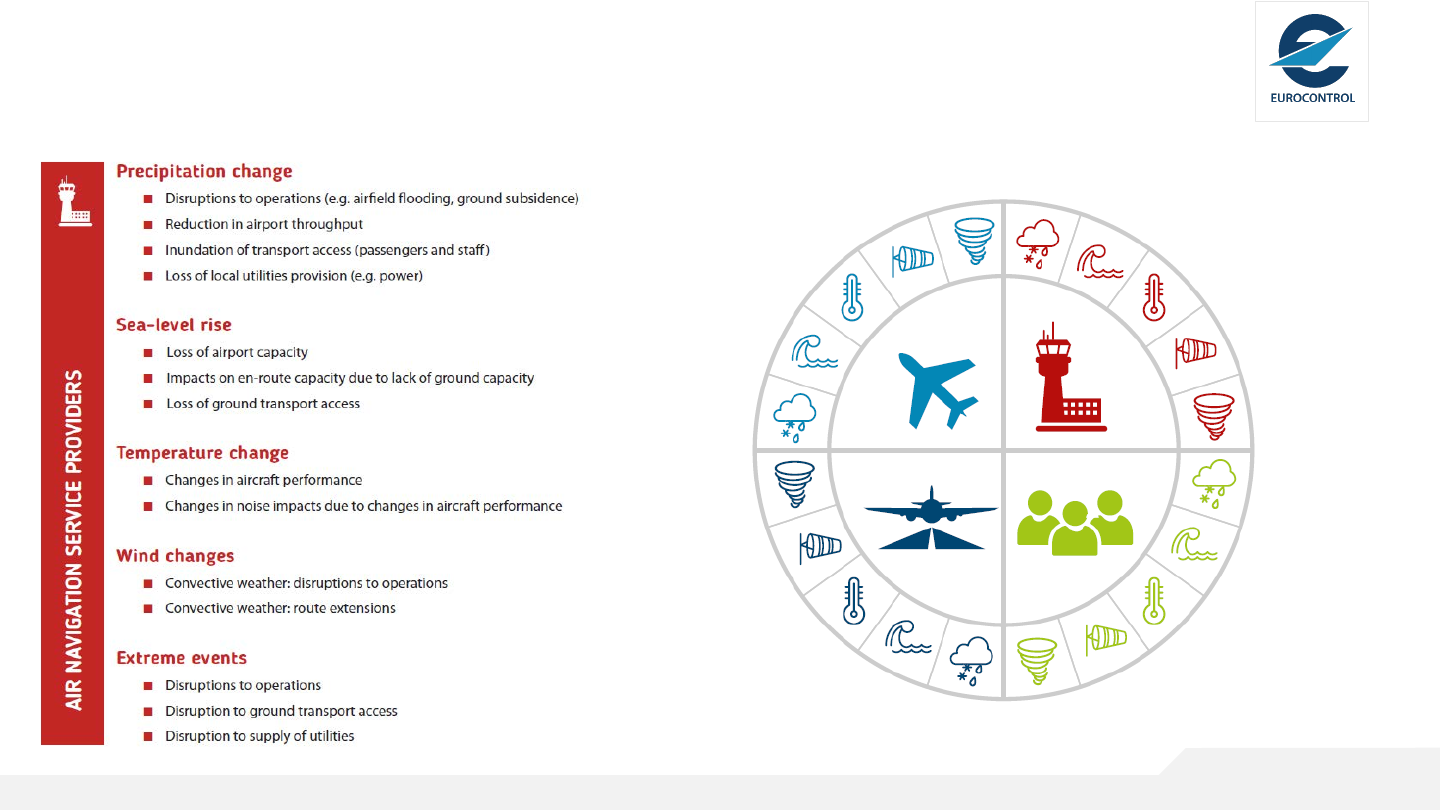 EUROCONTROL
AIR NAVIGATION SERVICE PROVIDERS
Precipitation change
Disruptions to operations (e.g. airfield flooding, ground subsidence)
Reduction in airport throughput
Inundation of transport access (passengers and staff)
Loss of local utilities provision (e.g. power)
Sea-level rise
Loss of airport capacity
Impacts on en-route capacity due to lack of ground capacity
Loss of ground transport access
Temperature change
Changes in aircraft performance
Changes in noise impacts due to changes in aircraft performance
Wind changes
Convective weather: disruptions to operations
Convective weather: route extensions
Extreme events
Disruptions to operations
Disruption to ground transport access
Disruption to supply of utilities